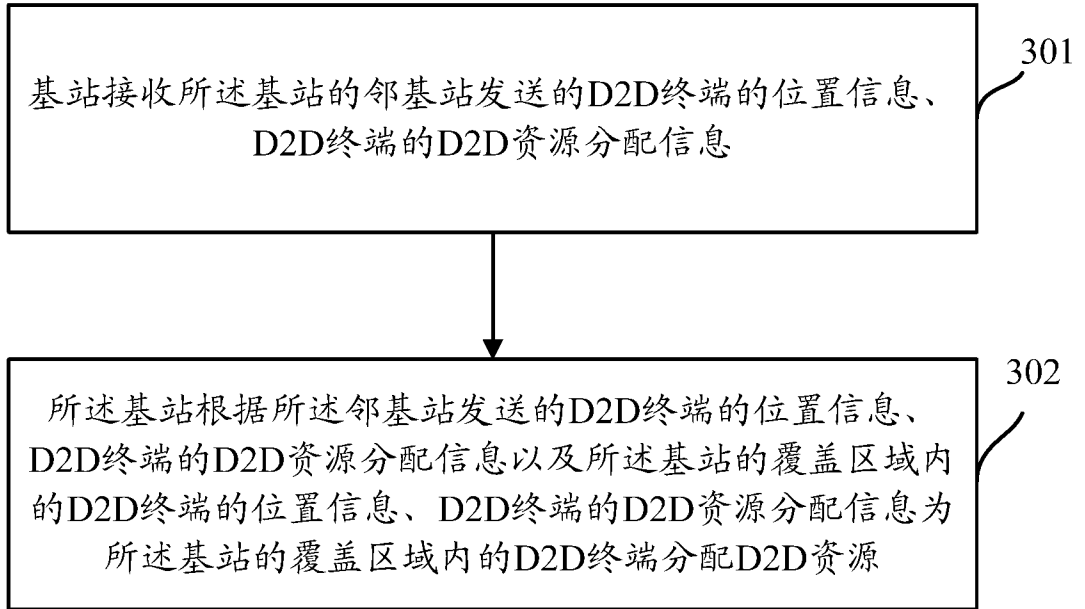 基站接收所述基站的邻基站发送的D2D终端的位置信息、
D2D终端的D2D资源分配信息
301
所述基站根据所述邻基站发送的D2D终端的位置信息、
D2D终端的D2D资源分配信息以及所述基站的覆盖区域内
的D2D终端的位置信息、D2D终端的D2D资源分配信息为
所述基站的覆盖区域内的D2D终端分配D2D资源
302